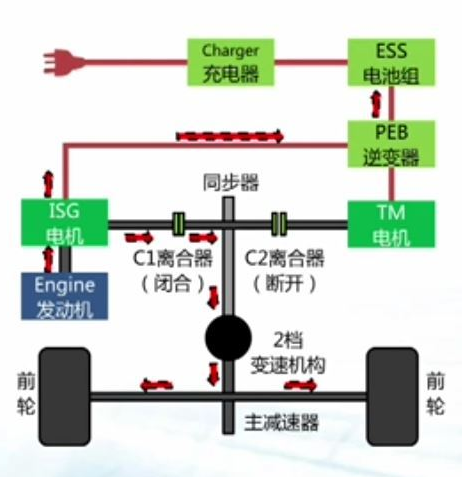 Charger
充电器
ESS
电池组
PEB
逆变器
同步器
ISG
电机
TM
电机
C1离合器
（闭合）
C2离合器
（断开）
Engine
发动机
2档
变速机构
前
轮
前
轮
主减速器